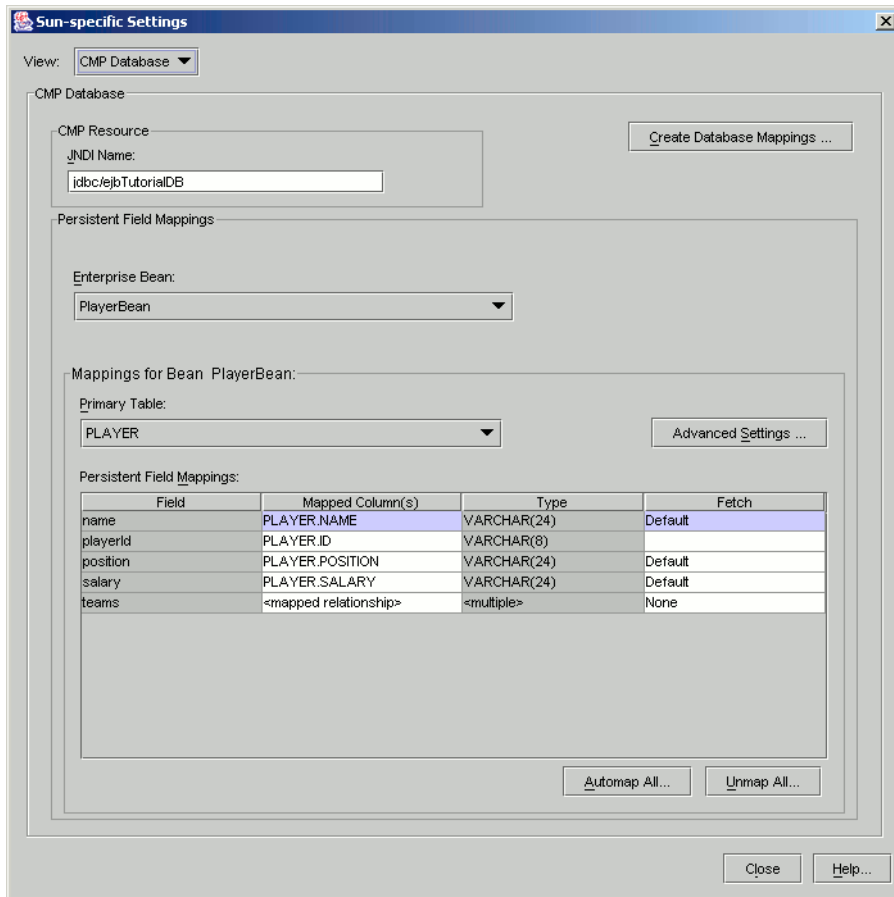 Sun-specific Settings
View: CMP Database
CMP Database
CMP Resource
JNDI Name:
jdbc/ejbTutorialDB
Create Database Mappings ...
Persistent Field Mappings
Enterprise Bean:
PlayerBean
Mappings for Bean PlayerBean:
Primary Table:
PLAYER
Advanced Settings ...
Persistent Field Mappings:
Field Mapped Column(s) Type Fetch
name PLAYER.NAME VARCHAR(24) Default
playerId PLAYER.ID VARCHAR(8)
position PLAYER.POSITION VARCHAR(24) Default
salary PLAYER.SALARY VARCHAR(24) Default
teams <mapped relationship> <multiple> None
Automap All... Unmap All...
Close Help...